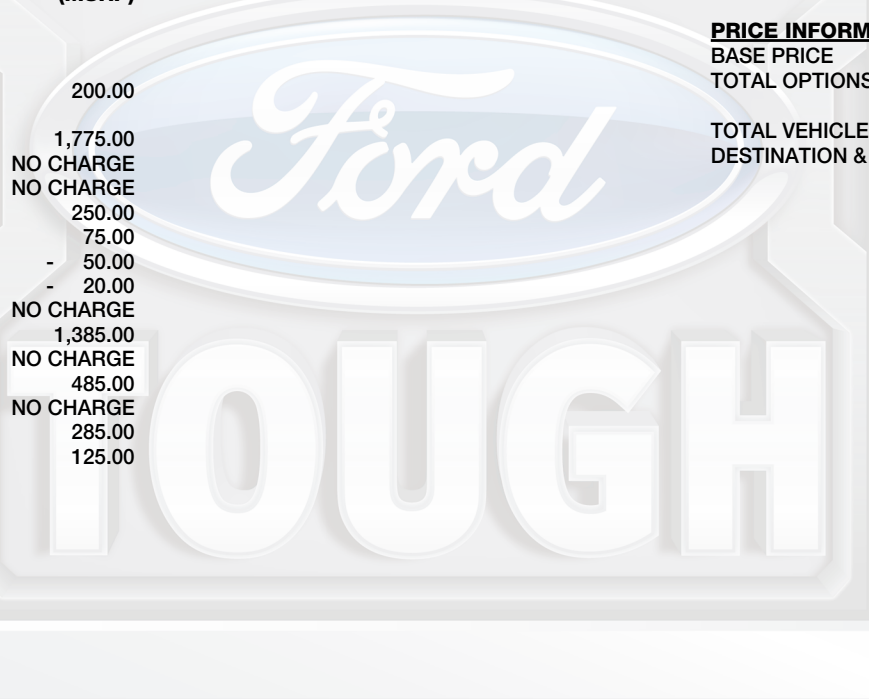 200.00
1,775.00
NO CHARGE
NO CHARGE
250.00
75.00
- 50.00
- 20.00
NO CHARGE
1,385.00
NO CHARGE
485.00
NO CHARGE
285.00
125.00
PRICE INFORM
BASE PRICE
TOTAL OPTIONS
TOTAL VEHICLE
DESTINATION &
Ford
TOUGH